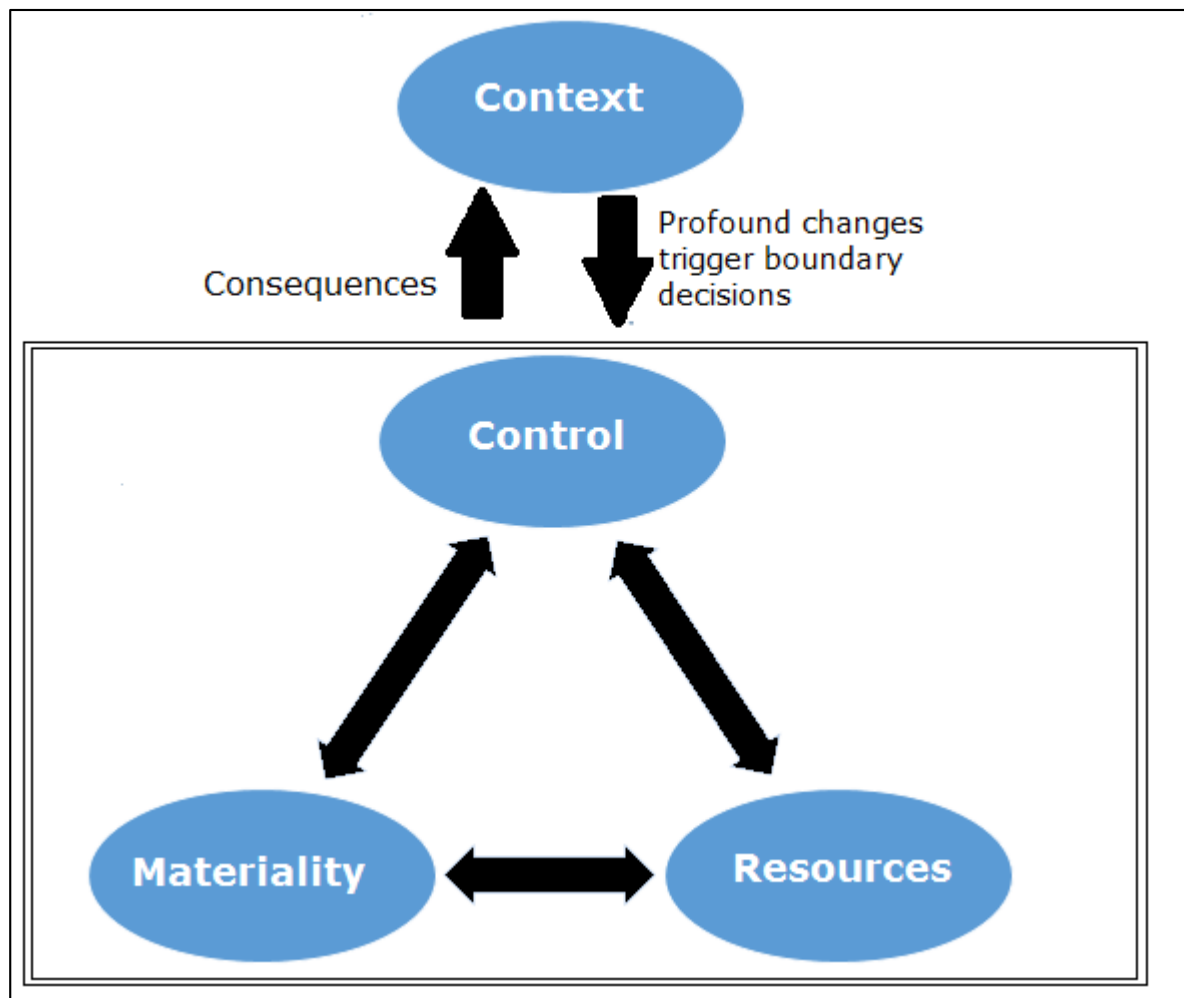 Context
Profound changes
trigger boundary
decisions
Consequences
Control
Materiality
Resources